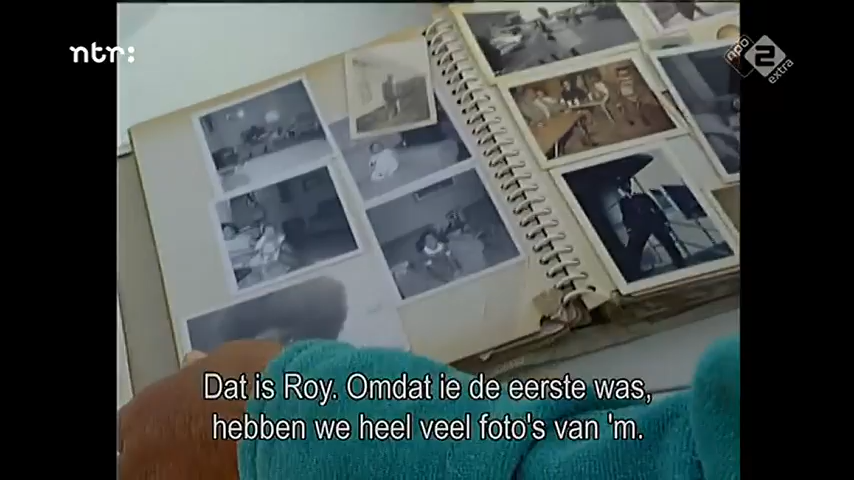 ntr:
npo
2
extra
Dat is Roy. Omdat ie de eerste was,
hebben we heel veel foto's van 'm.